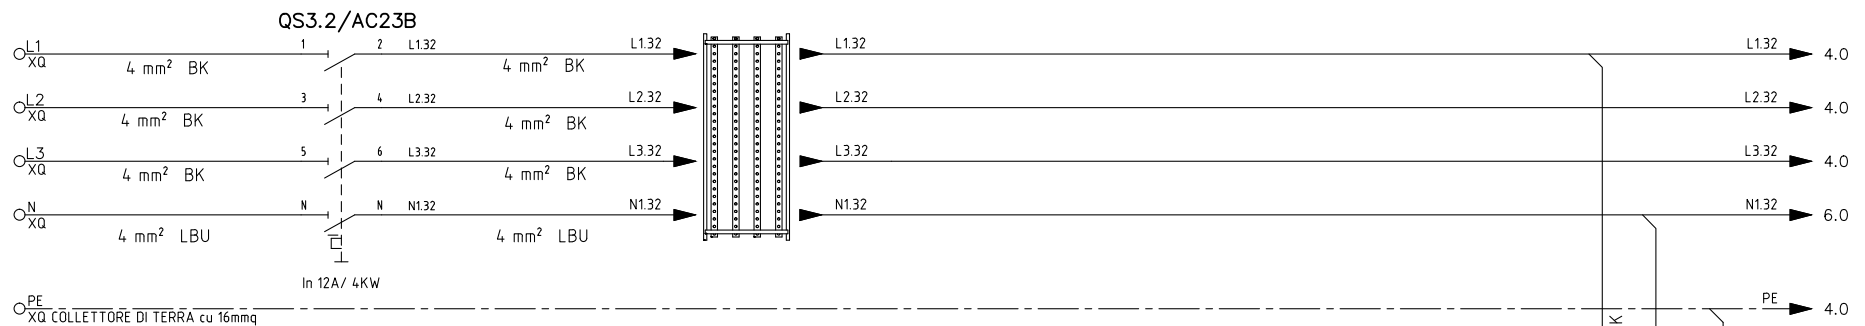 QS3.2/AC23B
L1 1 2 L1.32 L1.32 L1.32 L1.32 4.0
XQ 4 mm² BK 4 mm² BK
L2 3 4 L2.32 L2.32 L2.32 L2.32 4.0
XQ 4 mm² BK 4 mm² BK
L3 5 6 L3.32 L3.32 L3.32 L3.32 4.0
XQ 4 mm² BK 4 mm² BK
N N N N1.32 N1.32 N1.32 N1.32 6.0
XQ 4 mm² LBU 4 mm² LBU
In 12A/ 4KW
PE PE 4.0
XQ COLLETTORE DI TERRA cu 16mmq
K